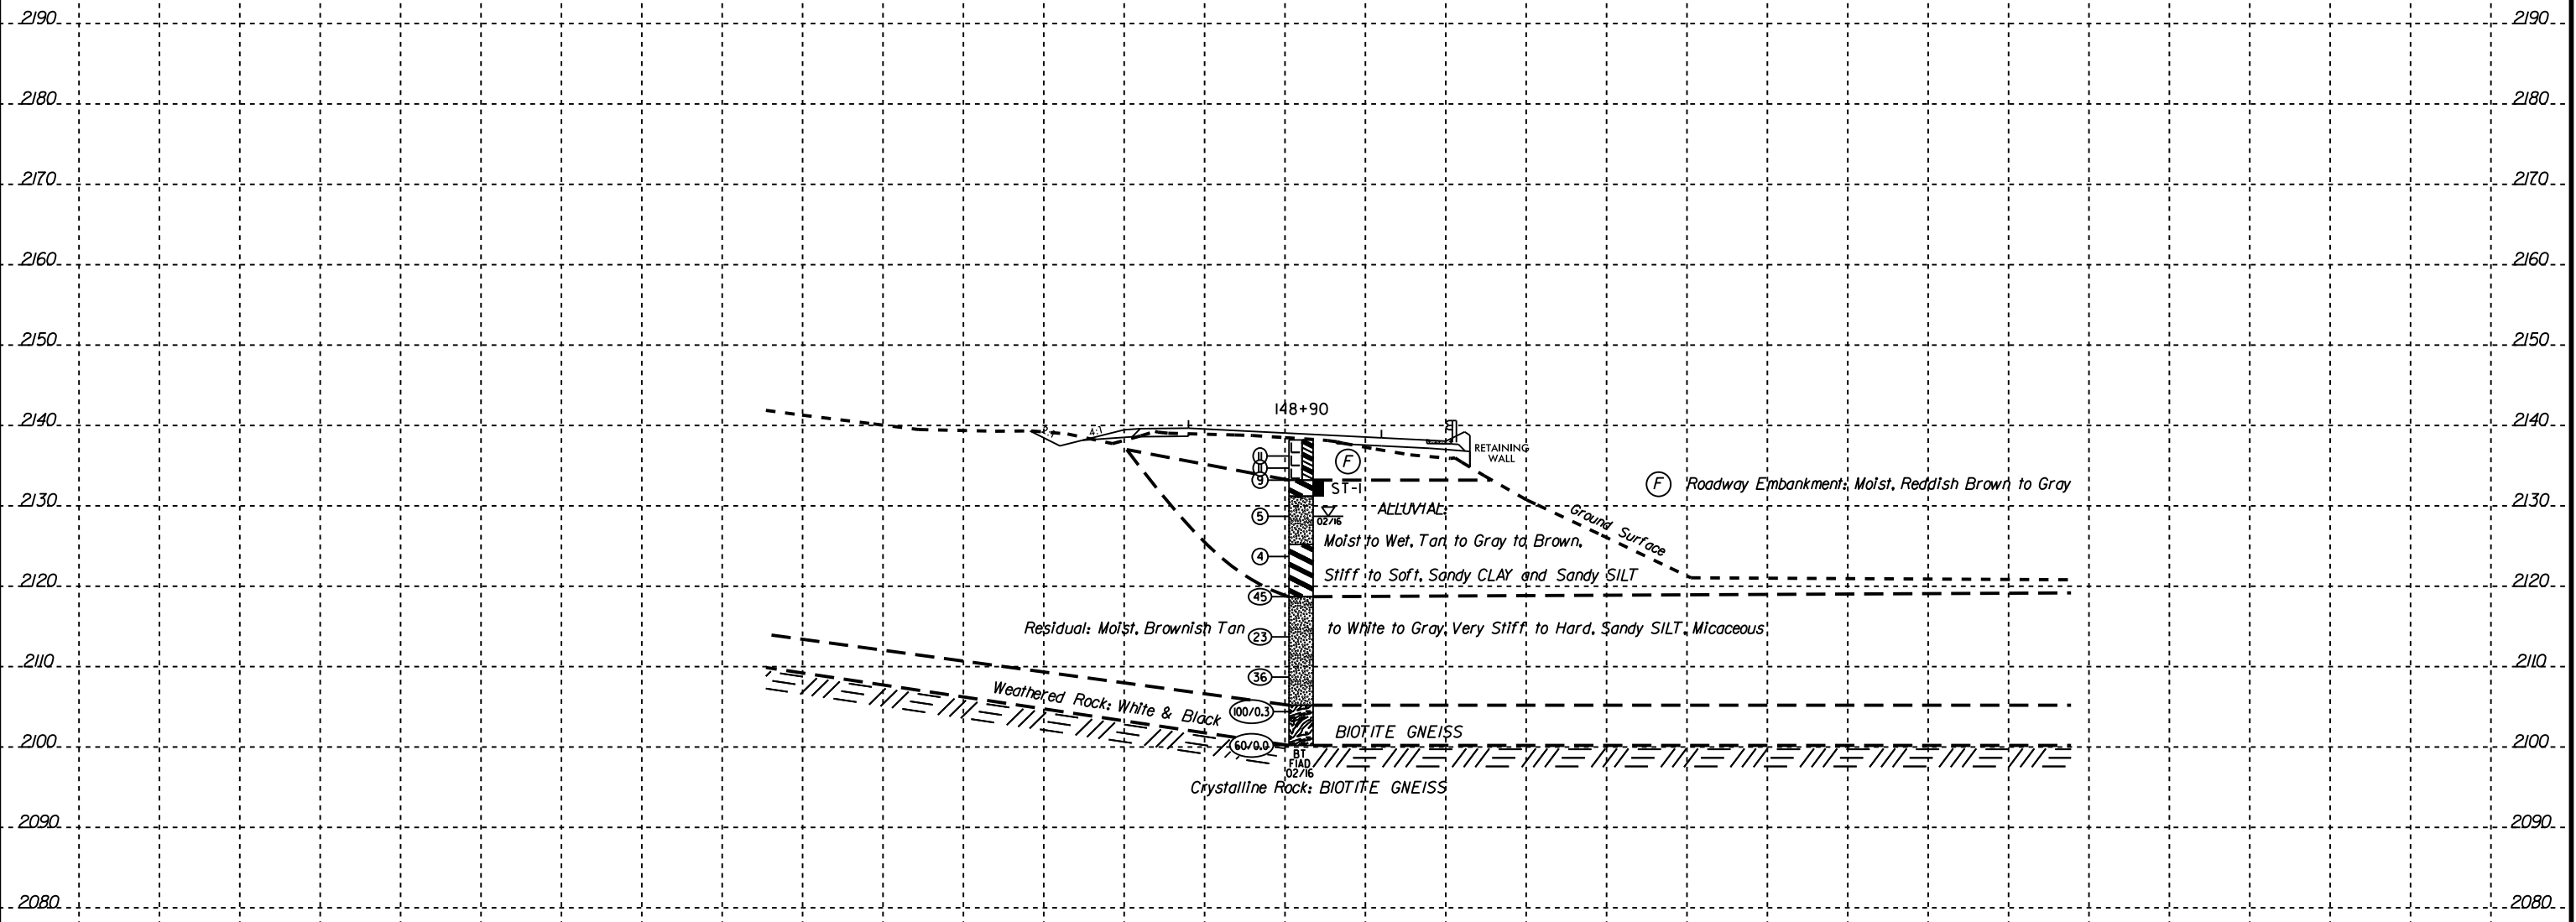 2190 2190
2180 2180
2170 2170
2160 2160
2150 2150
2140 148+90 2140
2:1 4:1
RETAINING
WALL
11
F
11
9 ST-1
F Roadway Embankment: Moist, Reddish Brown to Gray
2130 2130
5 02/16 ALLUVIAL:
Ground Surface
4 Moist to Wet, Tan to Gray to Brown,
Stiff to Soft, Sandy CLAY and Sandy SILT
2120 2120
45
Residual: Moist, Brownish Tan to White to Gray, Very Stiff to Hard, Sandy SILT, Micaceous
23
2110 2110
36
Weathered Rock: White & Black BIOTITE GNEISS
100/0.3
2100 2100
60/0.0
BT
FIAD
02/16
Crystalline Rock: BIOTITE GNEISS
2090 2090
2080 2080